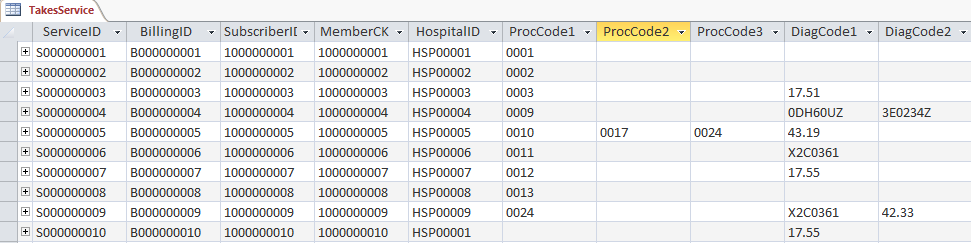 TakesService
ServiceID BillingID SubscriberID MemberCK HospitalID ProcCode1 ProcCode2 ProcCode3 DiagCode1 DiagCode2
S000000001 B000000001 1000000001 1000000001 HSP00001 0001
S000000002 B000000002 1000000002 1000000002 HSP00002 0002
S000000003 B000000003 1000000003 1000000003 HSP00003 0003 17.51
S000000004 B000000004 1000000004 1000000004 HSP00004 0009 0DH60UZ 3E0234Z
S000000005 B000000005 1000000005 1000000005 HSP00005 0010 0017 0024 43.19
S000000006 B000000006 1000000006 1000000006 HSP00006 0011 X2C0361
S000000007 B000000007 1000000007 1000000007 HSP00007 0012 17.55
S000000008 B000000008 1000000008 1000000008 HSP00008 0013
S000000009 B000000009 1000000009 1000000009 HSP00009 0024 X2C0361 42.33
S000000010 B000000010 1000000010 1000000010 HSP00001 17.55